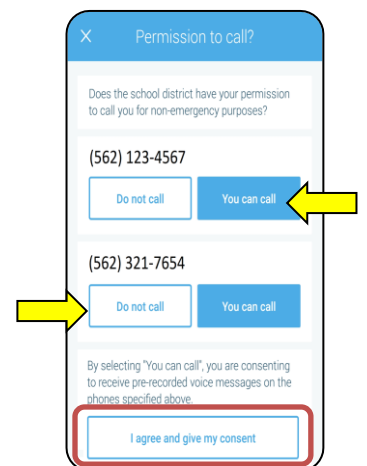 X Permission to call?
Does the school district have your permission
to call you for non-emergency purposes?
(562) 123-4567
Do not call You can call
(562) 321-7654
Do not call You can call
By selecting "You can call", you are consenting
to receive pre-recorded voice messages on the
phones specified above.
I agree and give my consent